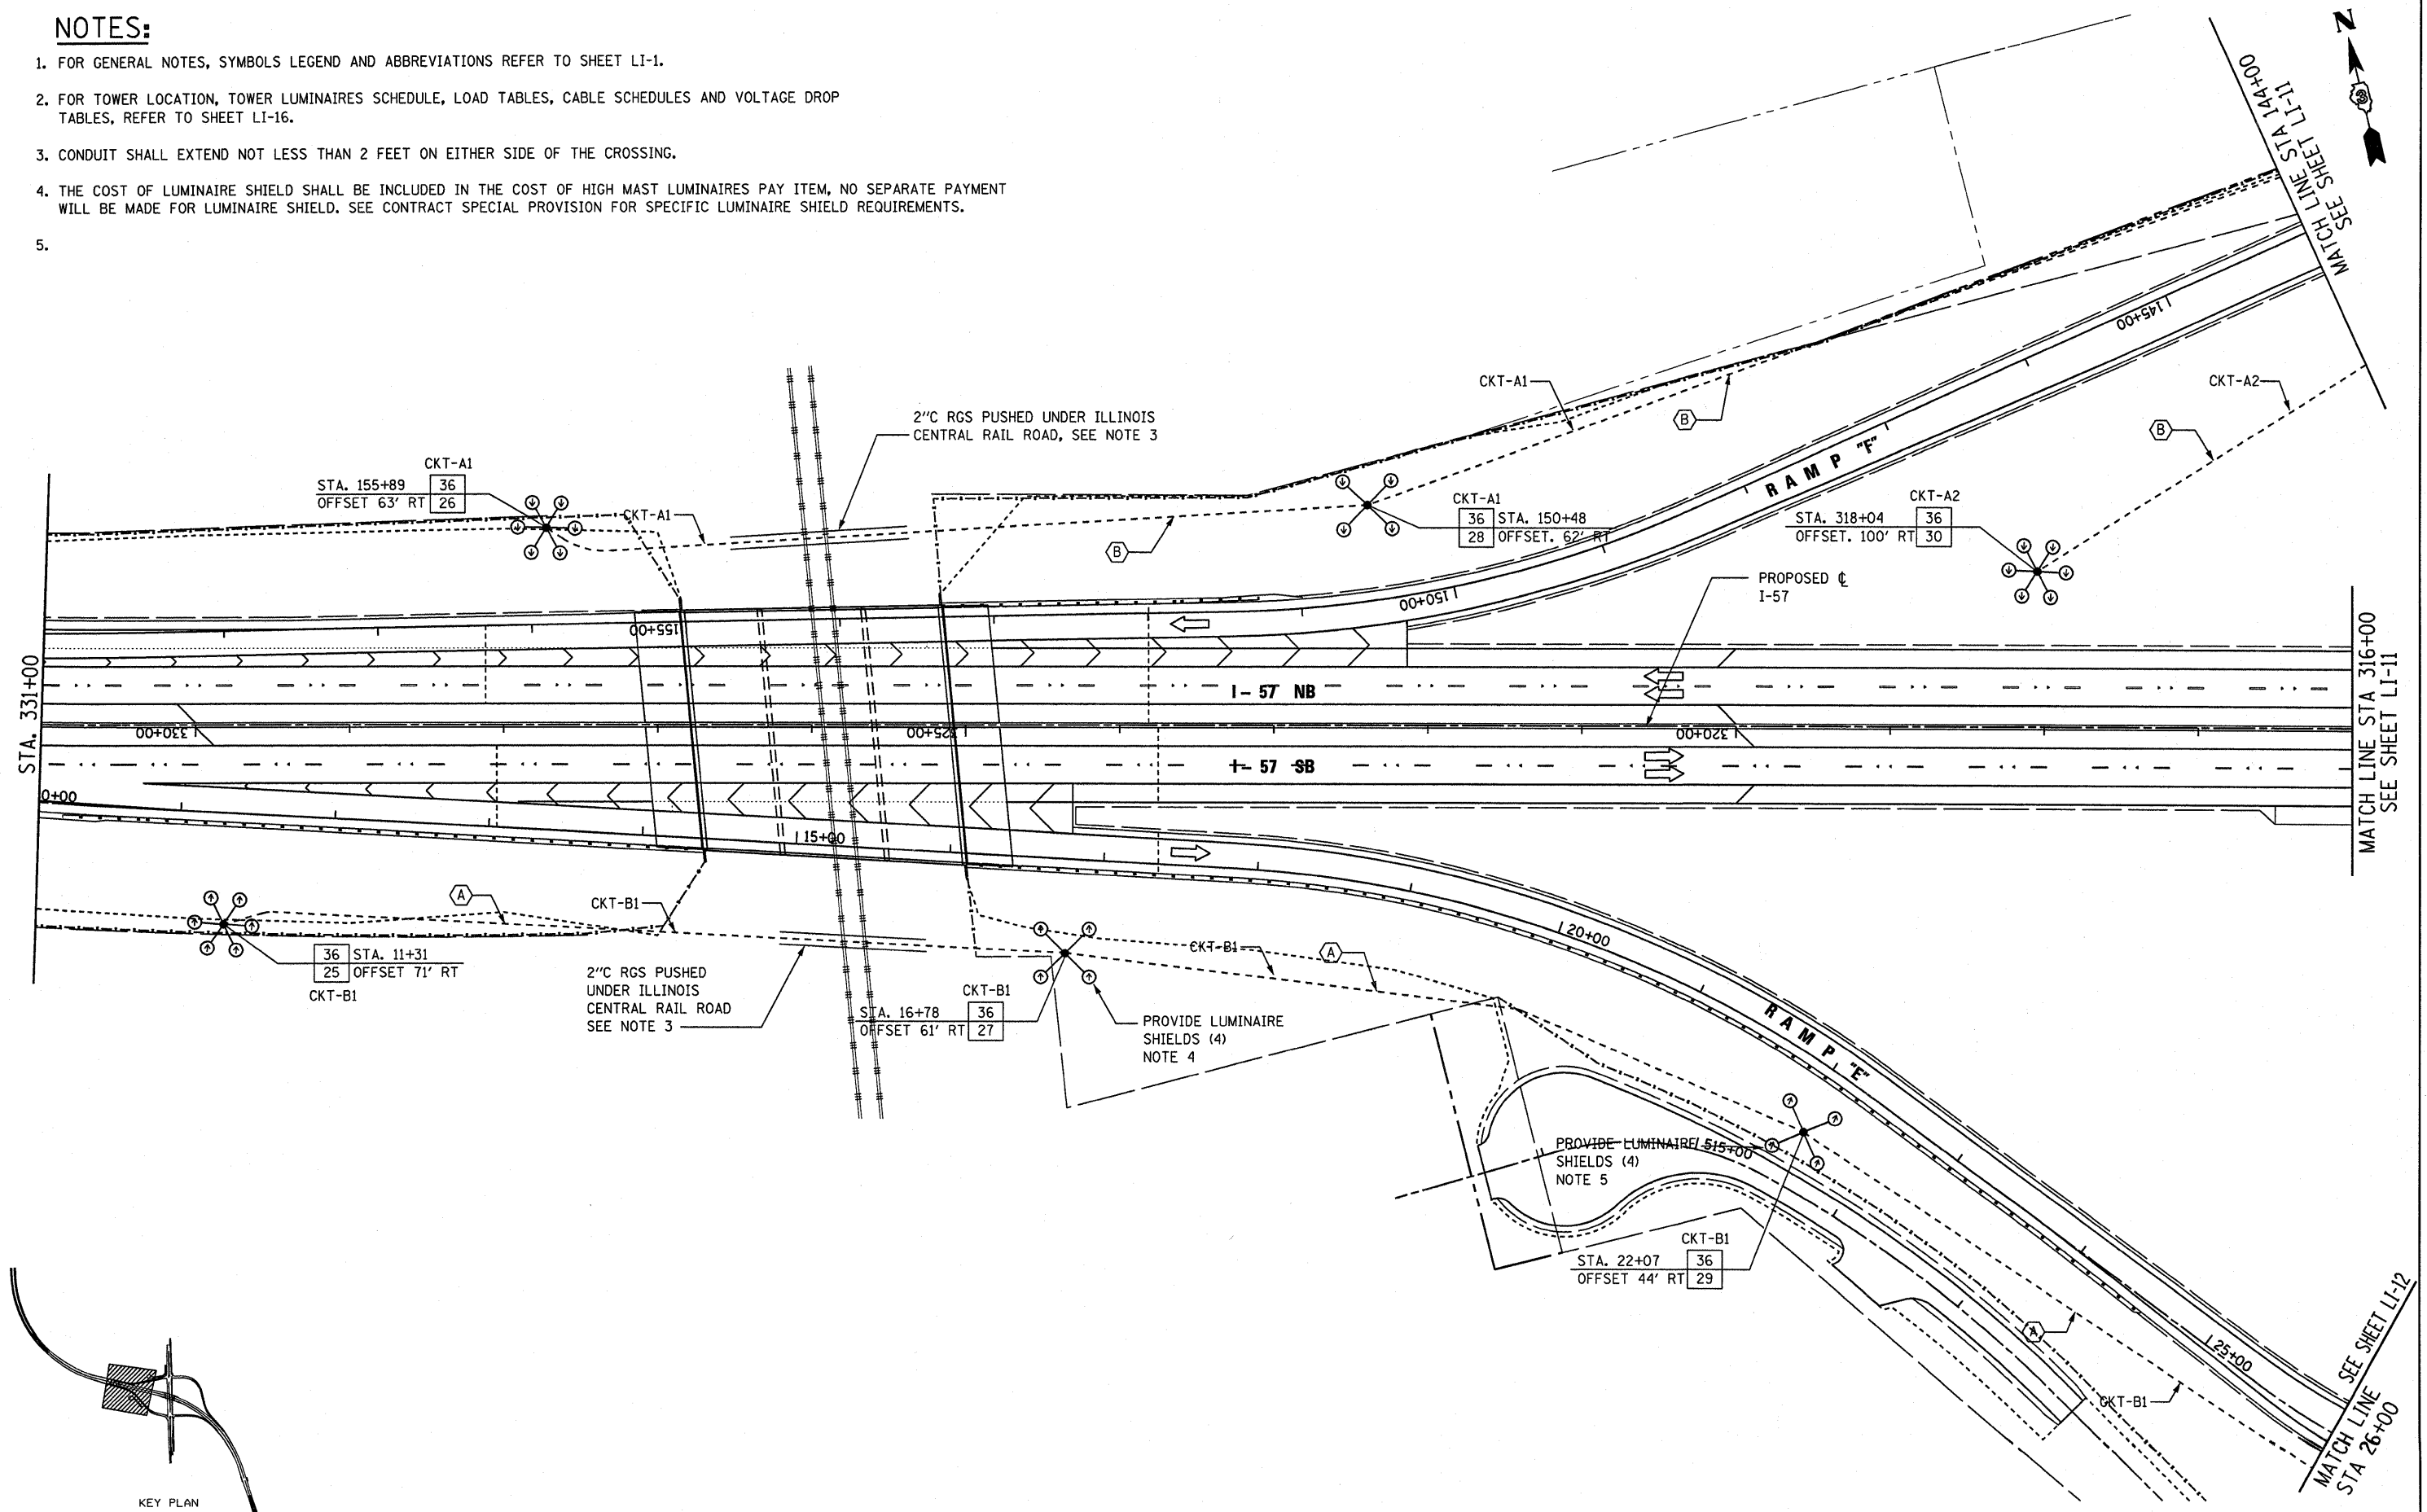 NOTES:
1. FOR GENERAL NOTES, SYMBOLS LEGEND AND ABBREVIATIONS REFER TO SHEET LI-1.
2. FOR TOWER LOCATION, TOWER LUMINAIRES SCHEDULE, LOAD TABLES, CABLE SCHEDULES AND VOLTAGE DROP
TABLES, REFER TO SHEET LI-16.
3. CONDUIT SHALL EXTEND NOT LESS THAN 2 FEET ON EITHER SIDE OF THE CROSSING.
4. THE COST OF LUMINAIRE SHIELD SHALL BE INCLUDED IN THE COST OF HIGH MAST LUMINAIRES PAY ITEM, NO SEPARATE PAYMENT
WILL BE MADE FOR LUMINAIRE SHIELD. SEE CONTRACT SPECIAL PROVISION FOR SPECIFIC LUMINAIRE SHIELD REQUIREMENTS.
5.
N
3
MATCH LINE STA 144+00
SEE SHEET LI-11
145+00
CKT-A1
B
CKT-A2
B
2"C RGS PUSHED UNDER ILLINOIS
CENTRAL RAIL ROAD, SEE NOTE 3
RAMP "F"
CKT-A1
STA. 155+89 36
OFFSET 63' RT 26
CKT-A1
B
CKT-A1
36 STA. 150+48
28 OFFSET. 62' RT
CKT-A2
STA. 318+04 36
OFFSET. 100' RT 30
PROPOSED ℄
I-57
150+00
155+00
I-57 NB
STA. 331+00
330+00
325+00
320+00
I-57 SB
MATCH LINE STA 316+00
SEE SHEET LI-11
0+00
15+00
A
CKT-B1
36 STA. 11+31
25 OFFSET 71' RT
CKT-B1
2"C RGS PUSHED
UNDER ILLINOIS
CENTRAL RAIL ROAD
SEE NOTE 3
CKT-B1
STA. 16+78 36
OFFSET 61' RT 27
PROVIDE LUMINAIRE
SHIELDS (4)
NOTE 4
CKT-B1
A
20+00
RAMP "E"
PROVIDE LUMINAIRE
SHIELDS (4)
NOTE 5
515+00
CKT-B1
STA. 22+07 36
OFFSET 44' RT 29
A
25+00
CKT-B1
SEE SHEET LI-12
MATCH LINE
STA 26+00
KEY PLAN